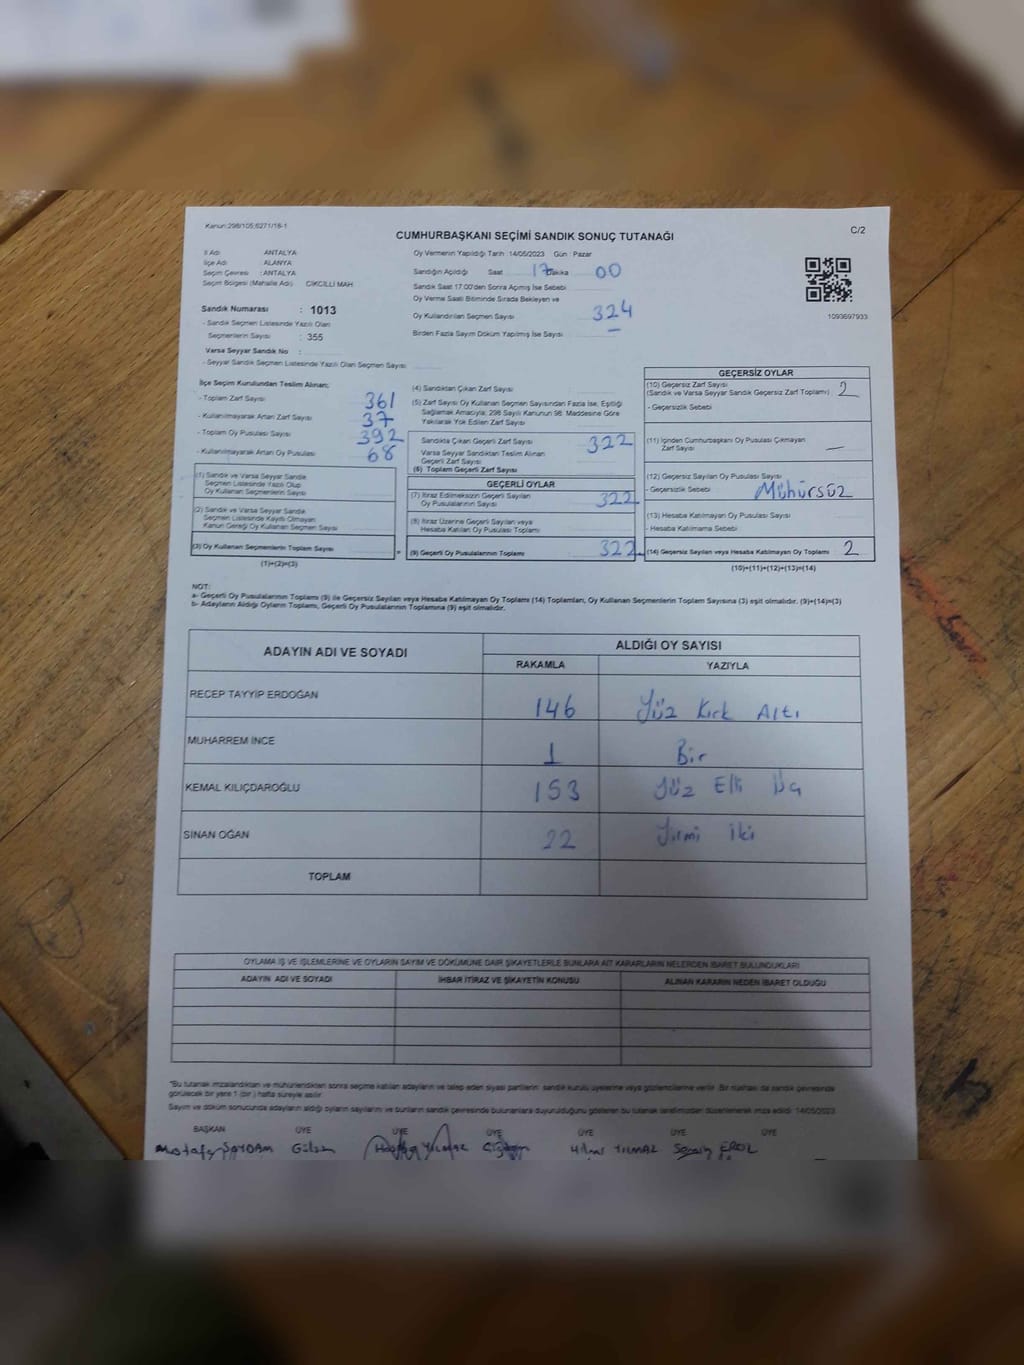 Kanun:298/105;6271/18-1
C/2
CUMHURBAŞKANI SEÇİMİ SANDIK SONUÇ TUTANAĞI
İl Adı ANTALYA
İlçe Adı : ALANYA
Seçim Çevresi : ANTALYA
Seçim Bölgesi (Mahalle Adı) CİKCİLLİ MAH
Sandık Numarası : 1013
- Sandık Seçmen Listesinde Yazılı Olan
Seçmenlerin Sayısı : 355
Varsa Seyyar Sandık No :
- Seyyar Sandık Seçmen Listesinde Yazılı Olan Seçmen Sayısı
Oy Vermenin Yapıldığı Tarih : 14/05/2023 Gün : Pazar
Sandığın Açıldığı Saat 17 Dakika 00
Sandık Saat 17:00'den Sonra Açımış İse Sebebi
Oy Verme Saati Bitiminde Sırada Bekleyen ve
Oy Kullandırılan Seçmen Sayısı 324
Birden Fazla Sayım Döküm Yapılmış İse Sayısı —
1093697933
İlçe Seçim Kurulundan Teslim Alınan;
- Toplam Zarf Sayısı 361
- Kullanılmayarak Artan Zarf Sayısı 37
- Toplam Oy Pusulası Sayısı 392
- Kullanılmayarak Artan Oy Pusulası 68
(1) Sandık ve Varsa Seyyar Sandık
Seçmen Listesinde Yazılı Olup
Oy Kullanan Seçmenlerin Sayısı
(2) Sandık ve Varsa Seyyar Sandık
Seçmen Listesinde Kayıtlı Olmayan
Kanun Gereği Oy Kullanan Seçmen Sayısı
(3) Oy Kullanan Seçmenlerin Toplam Sayısı =
(1)+(2)=(3)
(4) Sandıktan Çıkan Zarf Sayısı
(5) Zarf Sayısı Oy Kullanan Seçmen Sayısından Fazla İse, Eşitliği
Sağlamak Amacıyla; 298 Sayılı Kanunun 98. Maddesine Göre
Yakılarak Yok Edilen Zarf Sayısı
Sandıkta Çıkan Geçerli Zarf Sayısı 322
Varsa Seyyar Sandıktan Teslim Alınan
Geçerli Zarf Sayısı
(6) Toplam Geçerli Zarf Sayısı
GEÇERLİ OYLAR
(7) İtiraz Edilmeksizin Geçerli Sayılan
Oy Pusulalarının Sayısı 322
(8) İtiraz Üzerine Geçerli Sayılan veya
Hesaba Katılan Oy Pusulası Toplamı
(9) Geçerli Oy Pusulalarının Toplamı 322
GEÇERSİZ OYLAR
(10) Geçersiz Zarf Sayısı
(Sandık ve Varsa Seyyar Sandık Geçersiz Zarf Toplamı) 2
- Geçersizlik Sebebi
(11) İçinden Cumhurbaşkanı Oy Pusulası Çıkmayan
Zarf Sayısı —
(12) Geçersiz Sayılan Oy Pusulası Sayısı
- Geçersizlik Sebebi Mühürsüz
(13) Hesaba Katılmayan Oy Pusulası Sayısı
- Hesaba Katılmama Sebebi
(14) Geçersiz Sayılan veya Hesaba Katılmayan Oy Toplamı 2
(10)+(11)+(12)+(13)=(14)
NOT:
a- Geçerli Oy Pusulalarının Toplamı (9) ile Geçersiz Sayılan veya Hesaba Katılmayan Oy Toplamı (14) Toplamları, Oy Kullanan Seçmenlerin Toplam Sayısına (3) eşit olmalıdır. (9)+(14)=(3)
b- Adayların Aldığı Oyların Toplamı, Geçerli Oy Pusulalarının Toplamına (9) eşit olmalıdır.
ADAYIN ADI VE SOYADI ALDIĞI OY SAYISI
RAKAMLA YAZIYLA
RECEP TAYYİP ERDOĞAN 146 Yüz Kırk Altı
MUHARREM İNCE 1 Bir
KEMAL KILIÇDAROĞLU 153 Yüz Elli Üç
SİNAN OĞAN 22 Yirmi iki
TOPLAM
OYLAMA İŞ VE İŞLEMLERİNE VE OYLARIN SAYIM VE DÖKÜMÜNE DAİR ŞİKAYETLERLE BUNLARA AİT KARARLARIN NELERDEN İBARET BULUNDUKLARI
ADAYIN ADI VE SOYADI İHBAR İTİRAZ VE ŞİKAYETİN KONUSU ALINAN KARARIN NEDEN İBARET OLDUĞU
"Bu tutanak imzalandıktan ve mühürlendikten sonra seçime katılan adayların ve talep eden siyasi partilerin sandık kurulu üyelerine veya gözlemcilerine verilir. Bir nüshası da sandık çevresinde
görülecek bir yere 1 (bir ) hafta süreyle asılır.
Sayım ve döküm sonucunda adayların aldığı oyların sayılarını ve bunların sandık çevresinde bulunanlara duyurulduğunu gösteren bu tutanak tarafımızdan düzenlenerek imza edildi. 14/05/2023
BAŞKAN ÜYE ÜYE ÜYE ÜYE ÜYE ÜYE
Mustafa SAYDAM YILMAZ YILMAZ